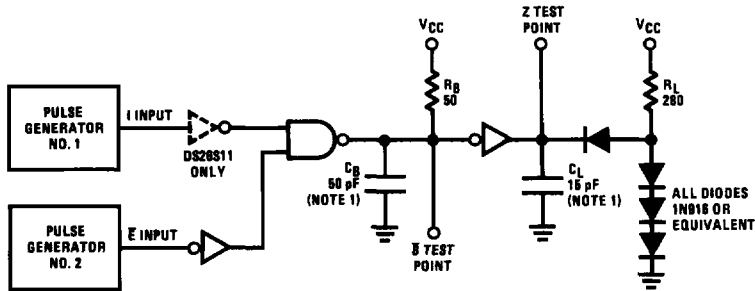 Z TEST
POINT
VCC
VCC
RB
50
RL
280
PULSE
GENERATOR
NO. 1
I INPUT
DS26S11
ONLY
CB
50 pF
(NOTE 1)
CL
15 pF
(NOTE 1)
ALL DIODES
1N916 OR
EQUIVALENT
PULSE
GENERATOR
NO. 2
E̅ INPUT
B̅ TEST
POINT